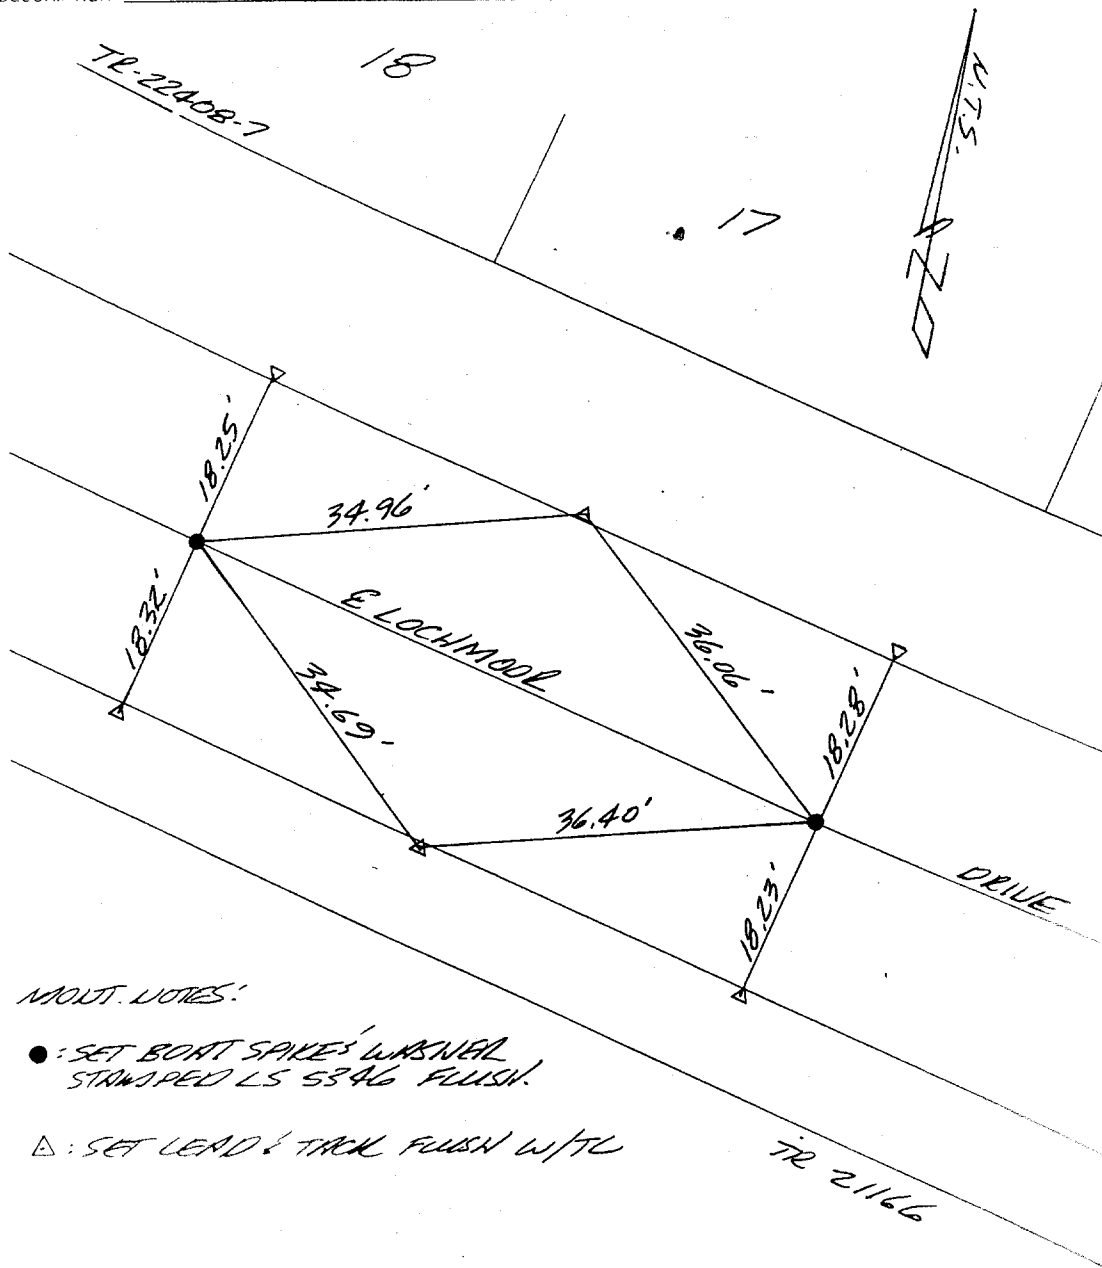 TR-22408-7
18
17
N.T.S.
N
18.25'
34.96'
18.32'
℄ LOCHMOOR
34.69'
36.06'
18.28'
36.40'
18.23'
DRIVE
MONT. NOTES:
● : SET BOAT SPIKE & WASHER
STAMPED LS 5346 FLUSH.
△ : SET LEAD & TACK FLUSH W/TC
TR 21166